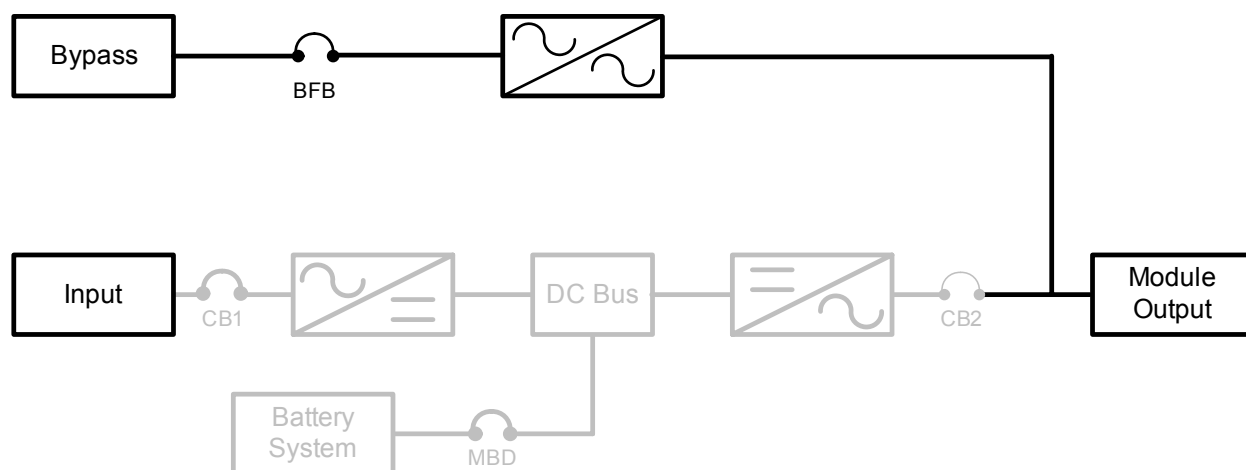 Bypass
BFB
Input
CB1
DC Bus
CB2
Module
Output
Battery
System
MBD